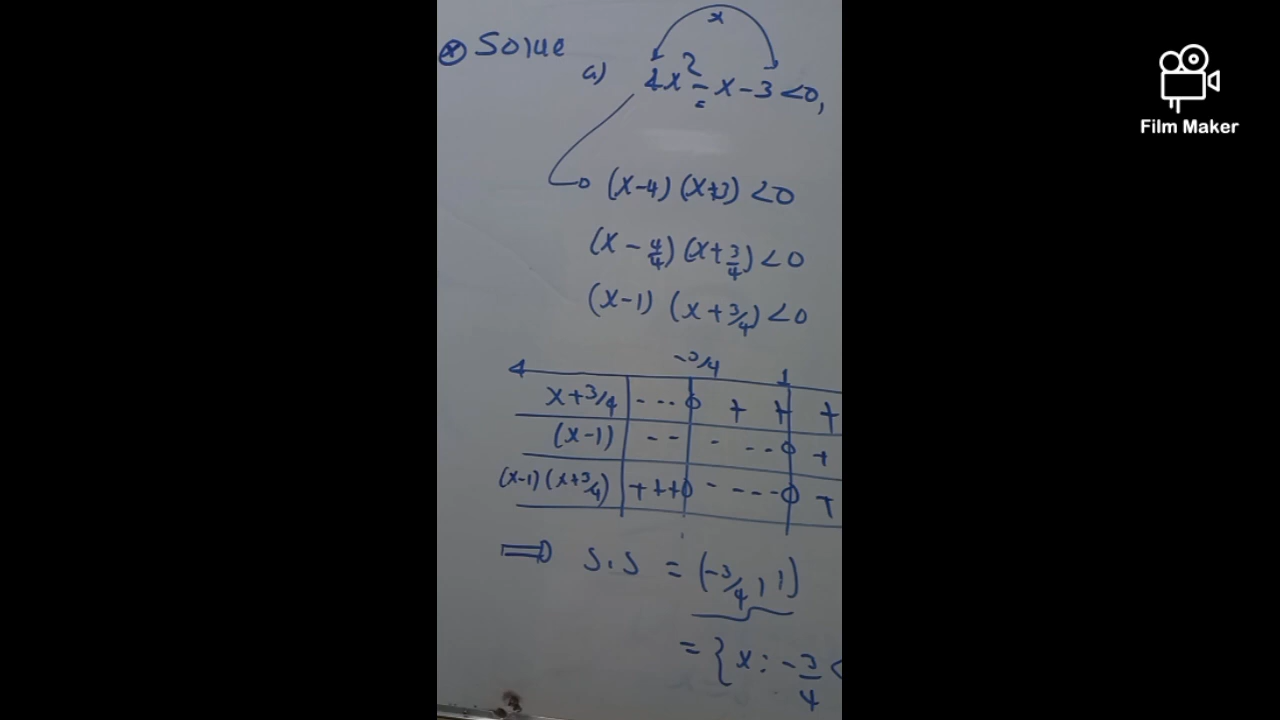 ⊗ Solve
x
a) 4x² - x - 3 < 0,
(x-4) (x+3) < 0
(x - 4/4) (x + 3/4) < 0
(x-1) (x + 3/4) < 0
-3/4 1
x + 3/4 - - - 0 + + +
(x-1) - - - - - 0 +
(x-1) (x+3/4) + + + 0 - - - - 0 +
⇒ S.S = (-3/4, 1)
= { x : -3/4 <
Film Maker